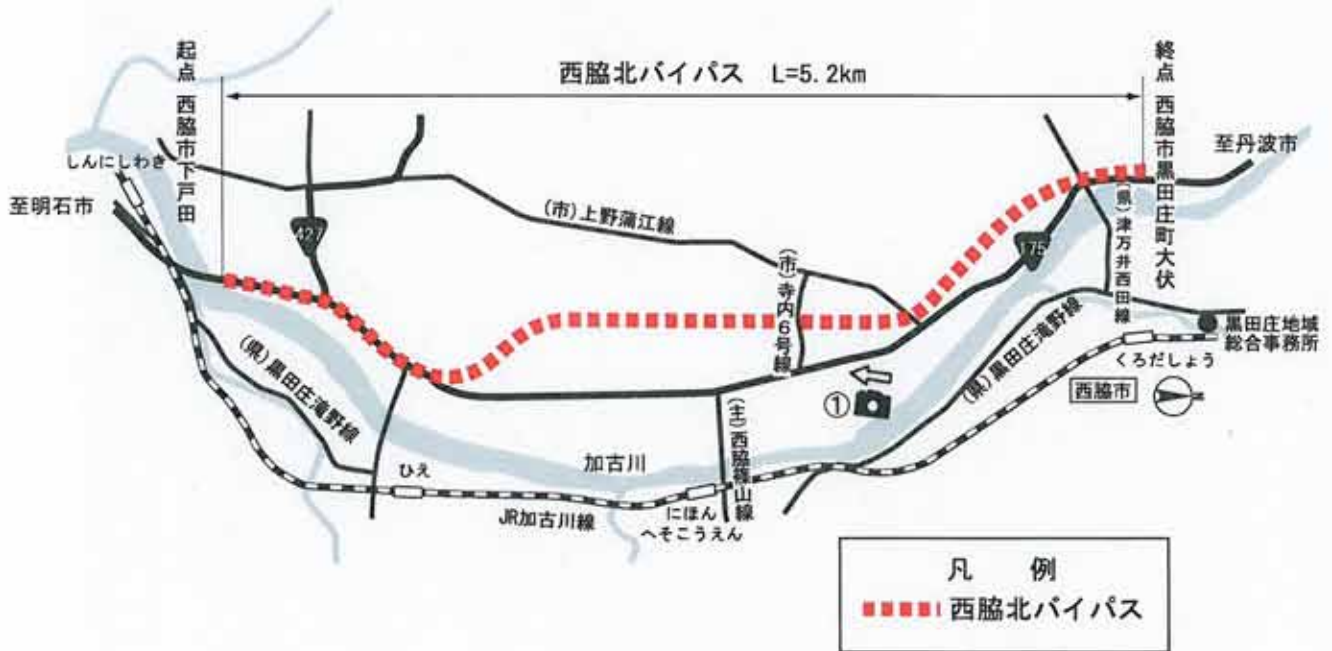 西脇北バイパス L=5.2km
起点 西脇市下戸田
終点 西脇市黒田庄町大伏
しんにしわき
至明石市
至丹波市
427
(市)上野蒲江線
(市)寺内6号線
175
(県)津万井西田線
(県)黒田庄滝野線
黒田庄地域
総合事務所
くろだしょう
西脇市
①
(県)黒田庄滝野線
ひえ
加古川
(主)西脇篠山線
JR加古川線
にほん
へそこうえん
凡 例
西脇北バイパス